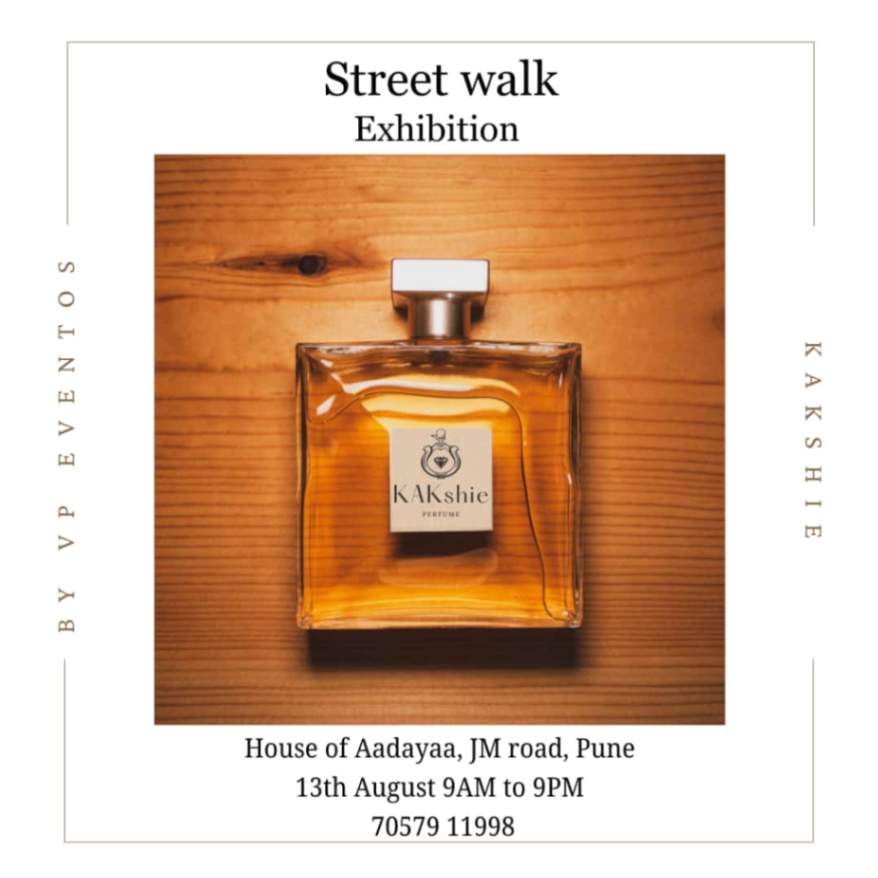 Street walk
Exhibition
BY VP EVENTOS
KAKSHIE
KAKshie
PERFUME
House of Aadayaa, JM road, Pune
13th August 9AM to 9PM
70579 11998